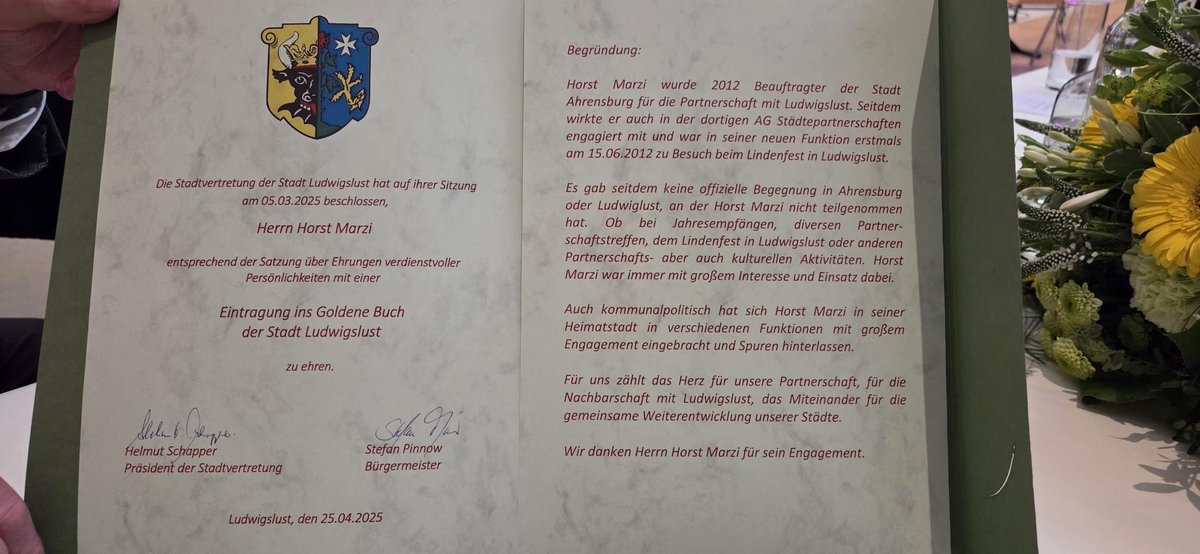 Die Stadtvertretung der Stadt Ludwigslust hat auf ihrer Sitzung
am 05.03.2025 beschlossen,
Herrn Horst Marzi
entsprechend der Satzung über Ehrungen verdienstvoller
Persönlichkeiten mit einer
Eintragung ins Goldene Buch
der Stadt Ludwigslust
zu ehren.
Helmut Schapper
Präsident der Stadtvertretung
Stefan Pinnow
Bürgermeister
Ludwigslust, den 25.04.2025
Begründung:
Horst Marzi wurde 2012 Beauftragter der Stadt
Ahrensburg für die Partnerschaft mit Ludwigslust. Seitdem
wirkte er auch in der dortigen AG Städtepartnerschaften
engagiert mit und war in seiner neuen Funktion erstmals
am 15.06.2012 zu Besuch beim Lindenfest in Ludwigslust.
Es gab seitdem keine offizielle Begegnung in Ahrensburg
oder Ludwiglust, an der Horst Marzi nicht teilgenommen
hat. Ob bei Jahresempfängen, diversen Partner-
schaftstreffen, dem Lindenfest in Ludwigslust oder anderen
Partnerschafts- aber auch kulturellen Aktivitäten. Horst
Marzi war immer mit großem Interesse und Einsatz dabei.
Auch kommunalpolitisch hat sich Horst Marzi in seiner
Heimatstadt in verschiedenen Funktionen mit großem
Engagement eingebracht und Spuren hinterlassen.
Für uns zählt das Herz für unsere Partnerschaft, für die
Nachbarschaft mit Ludwigslust, das Miteinander für die
gemeinsame Weiterentwicklung unserer Städte.
Wir danken Herrn Horst Marzi für sein Engagement.